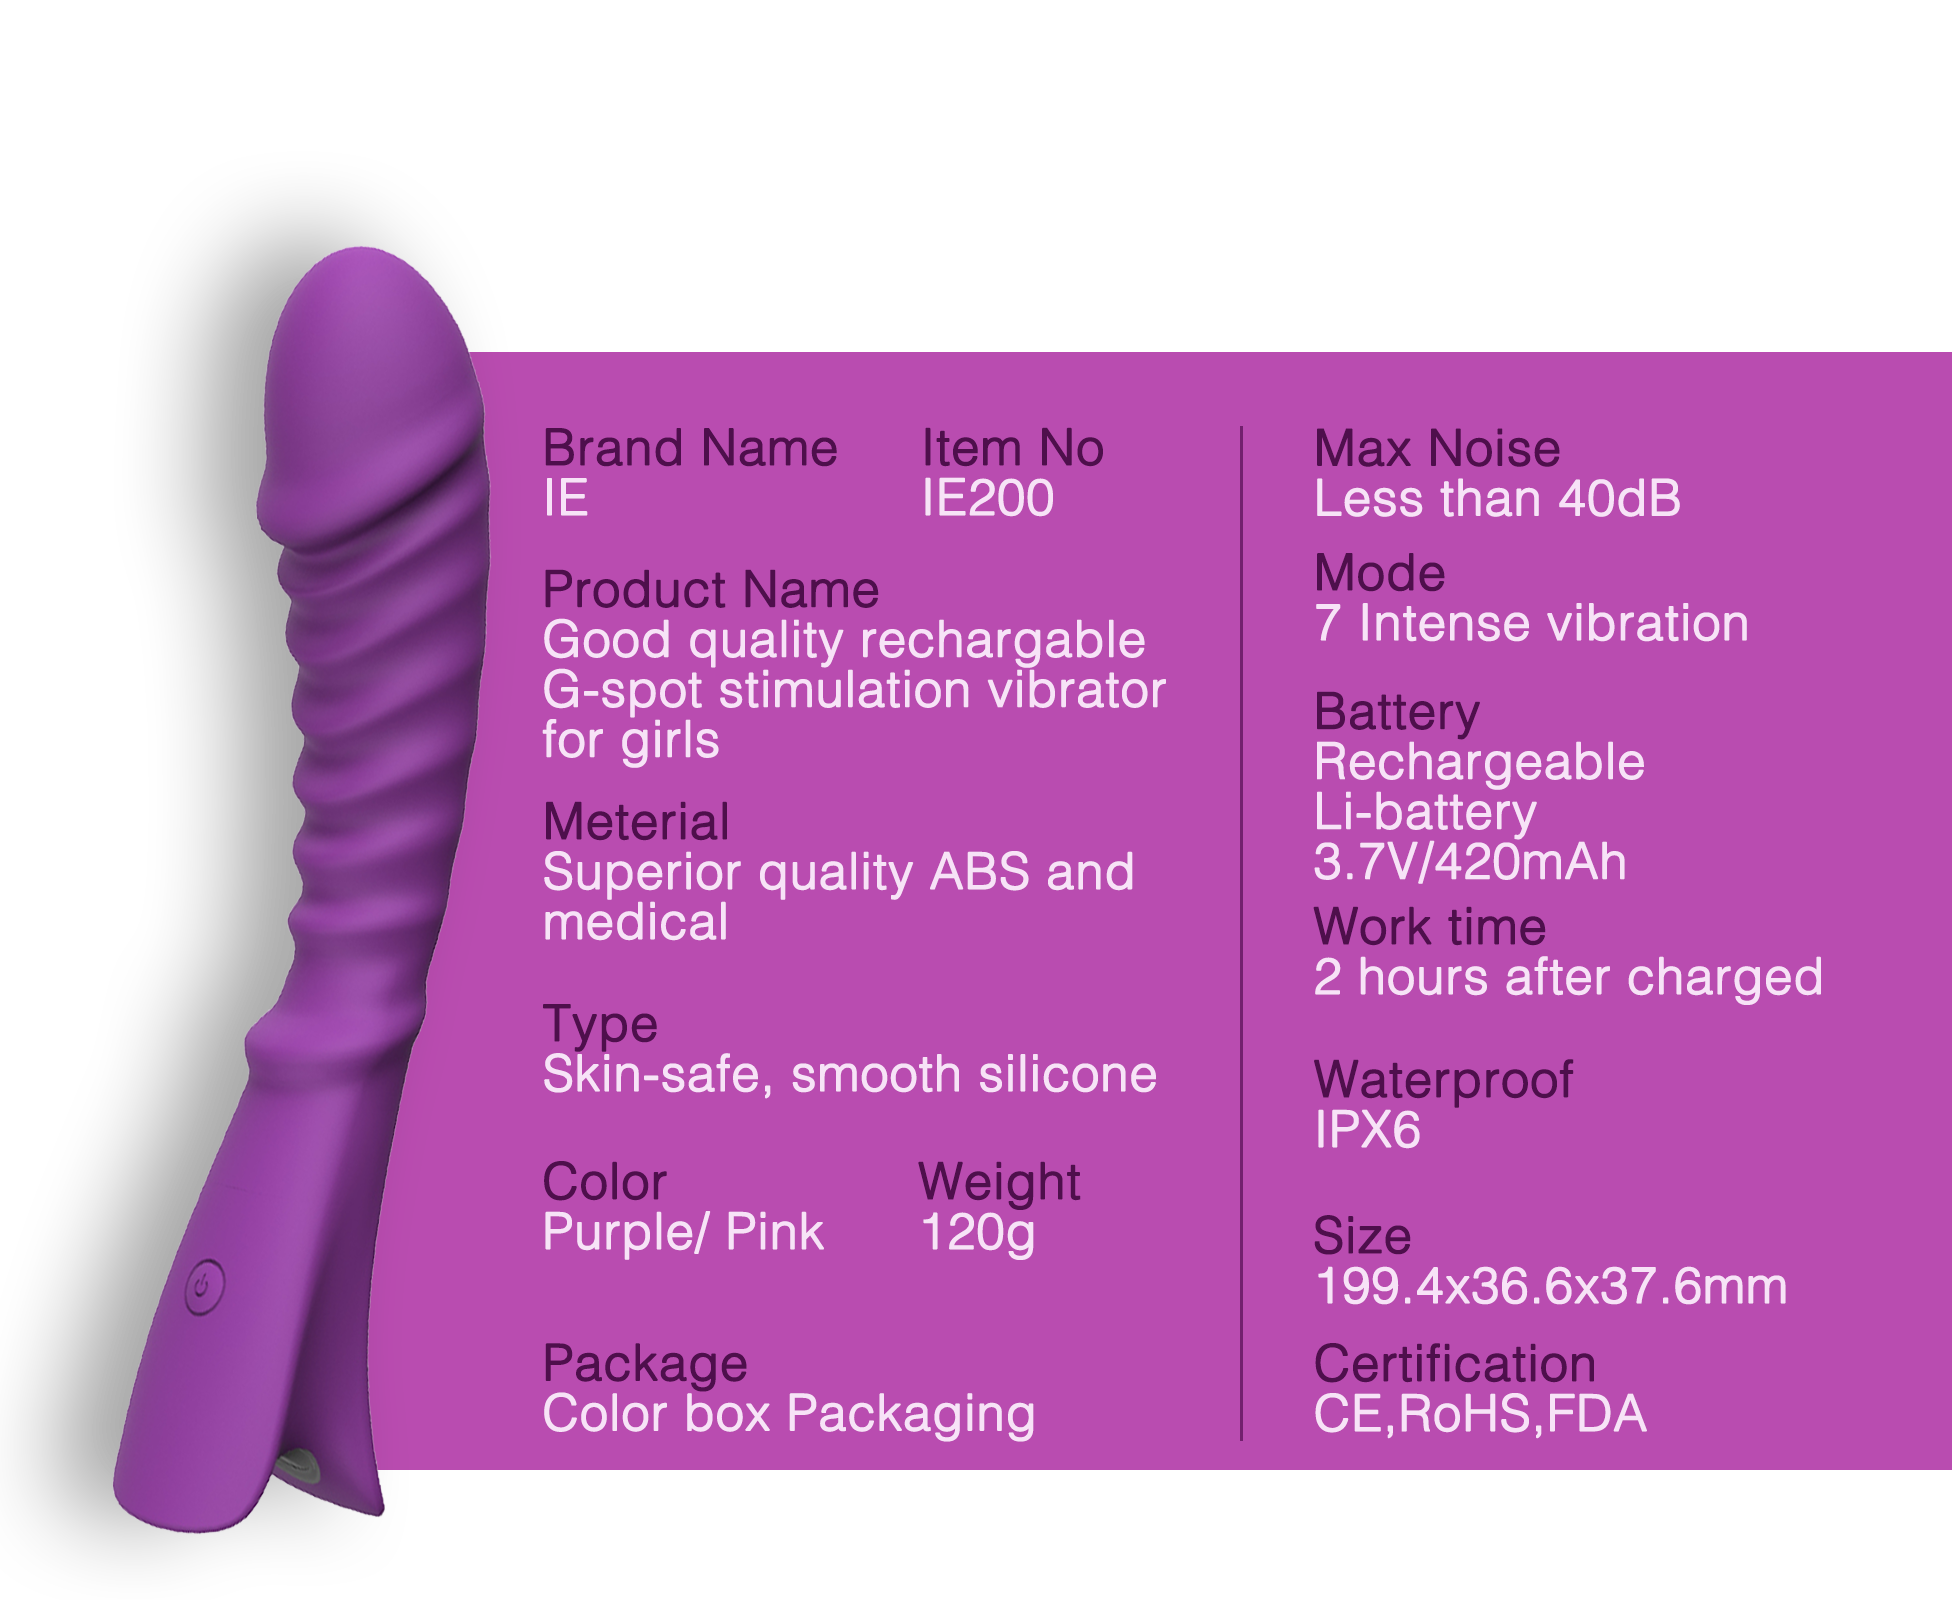 Brand Name
IE
Item No
IE200
Product Name
Good quality rechargable
G-spot stimulation vibrator
for girls
Meterial
Superior quality ABS and
medical
Type
Skin-safe, smooth silicone
Color
Purple/ Pink
Weight
120g
Package
Color box Packaging
Max Noise
Less than 40dB
Mode
7 Intense vibration
Battery
Rechargeable
Li-battery
3.7V/420mAh
Work time
2 hours after charged
Waterproof
IPX6
Size
199.4x36.6x37.6mm
Certification
CE,RoHS,FDA